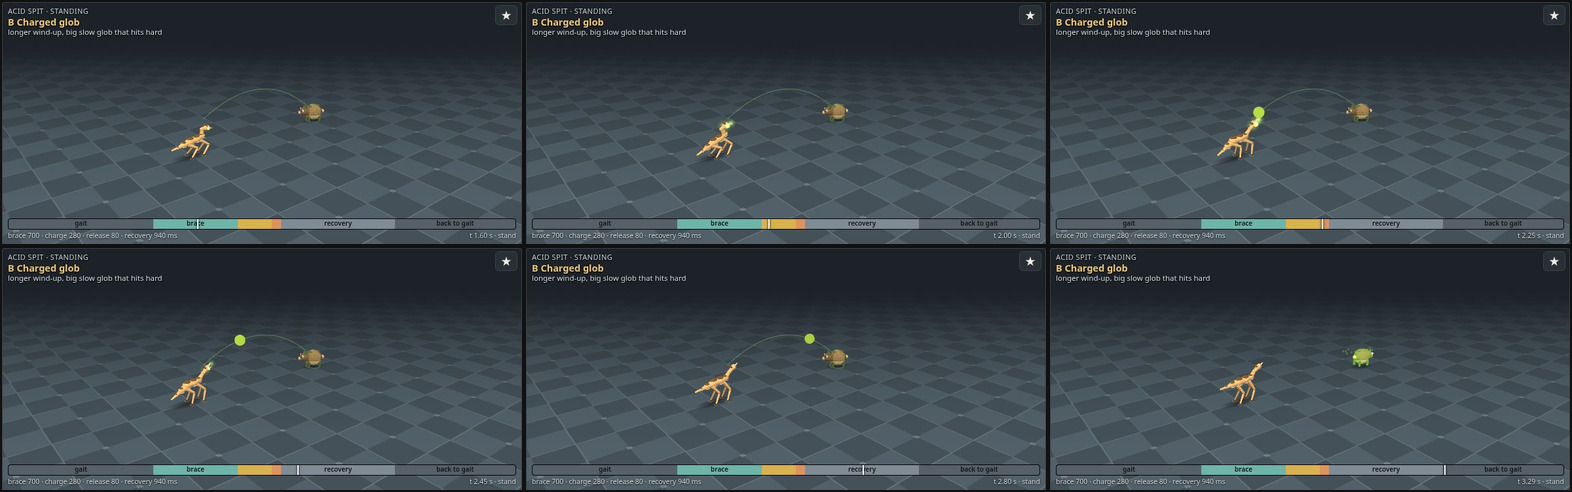 ACID SPIT - STANDING
B Charged glob
longer wind-up, big slow glob that hits hard
gait brace recovery back to gait
brace 700 · charge 280 · release 80 · recovery 940 ms t 1.60 s · stand
ACID SPIT - STANDING
B Charged glob
longer wind-up, big slow glob that hits hard
gait brace recovery back to gait
brace 700 · charge 280 · release 80 · recovery 940 ms t 2.00 s · stand
ACID SPIT - STANDING
B Charged glob
longer wind-up, big slow glob that hits hard
gait brace recovery back to gait
brace 700 · charge 280 · release 80 · recovery 940 ms t 2.25 s · stand
ACID SPIT - STANDING
B Charged glob
longer wind-up, big slow glob that hits hard
gait brace recovery back to gait
brace 700 · charge 280 · release 80 · recovery 940 ms t 2.45 s · stand
ACID SPIT - STANDING
B Charged glob
longer wind-up, big slow glob that hits hard
gait brace recovery back to gait
brace 700 · charge 280 · release 80 · recovery 940 ms t 2.80 s · stand
ACID SPIT - STANDING
B Charged glob
longer wind-up, big slow glob that hits hard
gait brace recovery back to gait
brace 700 · charge 280 · release 80 · recovery 940 ms t 3.29 s · stand